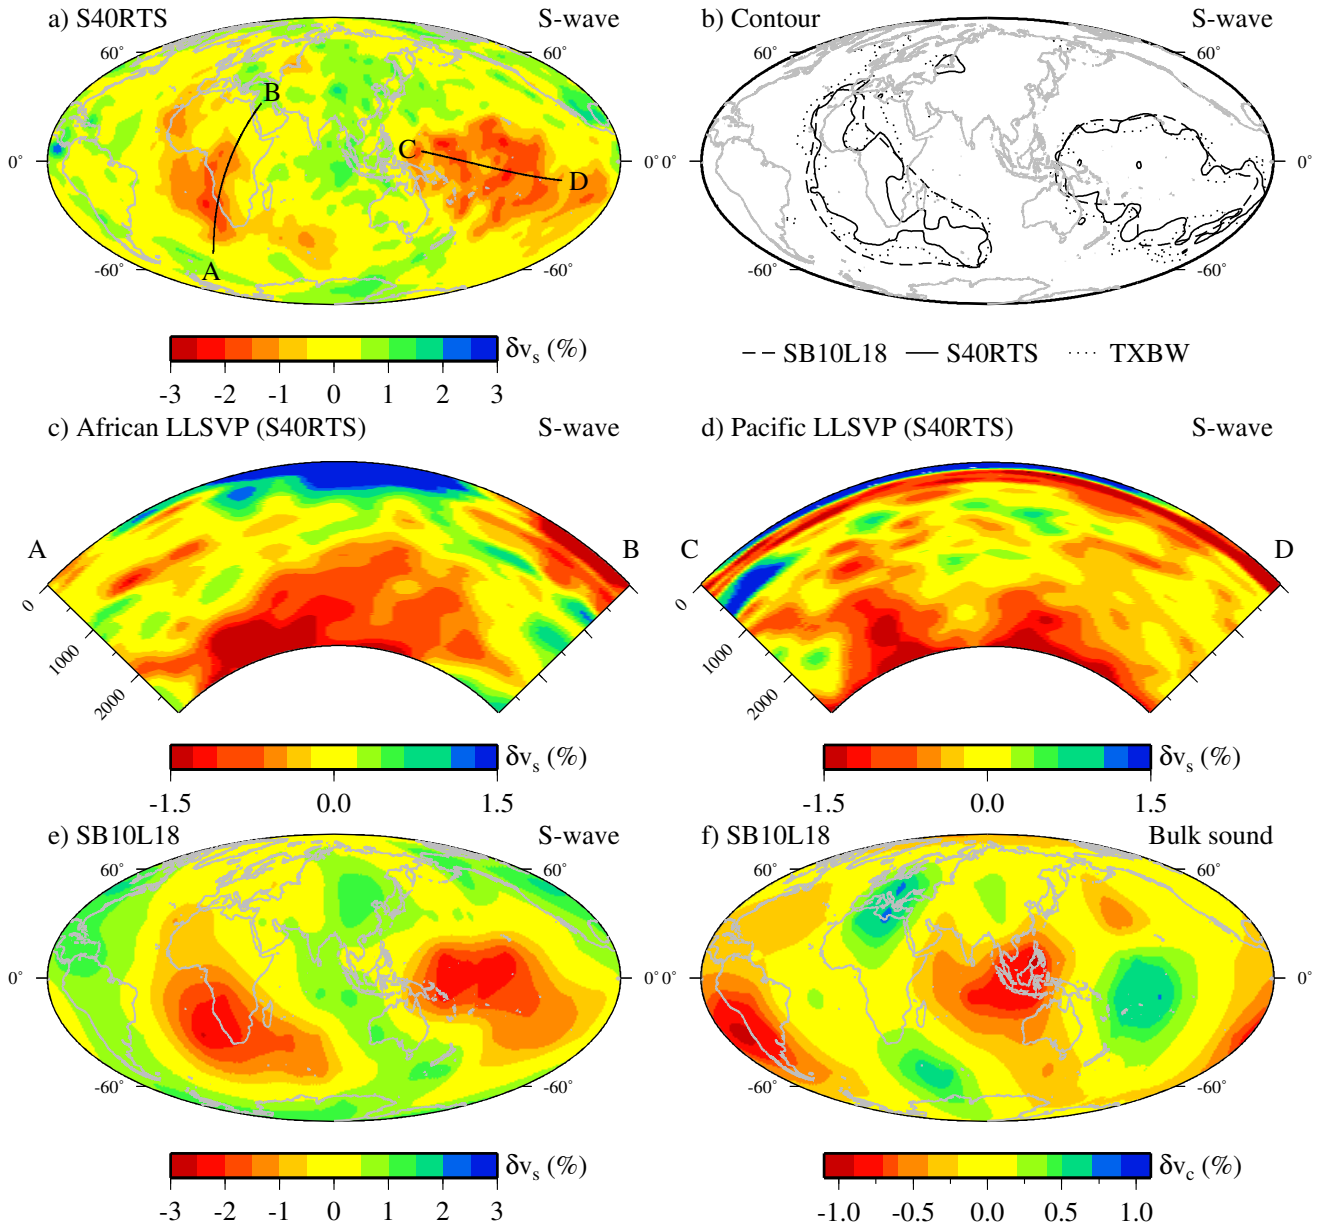 a) S40RTS S-wave
60° 60°
B
C
D
A
0° 0°
-60° -60°
δvs (%)
-3 -2 -1 0 1 2 3
b) Contour S-wave
60° 60°
0° 0°
-60° -60°
SB10L18 S40RTS TXBW
c) African LLSVP (S40RTS) S-wave
A B
0
1000
2000
δvs (%)
-1.5 0.0 1.5
d) Pacific LLSVP (S40RTS) S-wave
C D
0
1000
2000
δvs (%)
-1.5 0.0 1.5
e) SB10L18 S-wave
60° 60°
0° 0°
-60° -60°
δvs (%)
-3 -2 -1 0 1 2 3
f) SB10L18 Bulk sound
60° 60°
0° 0°
-60° -60°
δvc (%)
-1.0 -0.5 0.0 0.5 1.0